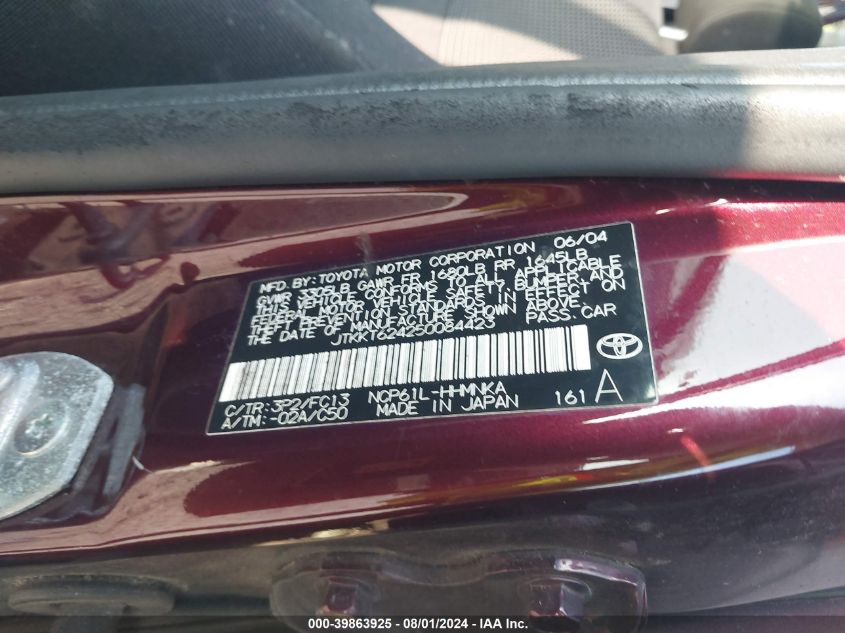 MFD. BY: TOYOTA MOTOR CORPORATION 06/04
GVWR 3305LB GAWR FR 1680LB RR 1645LB
THIS VEHICLE CONFORMS TO ALL APPLICABLE
FEDERAL MOTOR VEHICLE SAFETY, BUMPER, AND
THEFT PREVENTION STANDARDS IN EFFECT ON
THE DATE OF MANUFACTURE SHOWN ABOVE.
JTKKT624250084423 PASS. CAR
C/TR: 3P2/FC13 NCP61L-HHMNKA
A/TM: -02A/C50 MADE IN JAPAN 161 A
000-39863925 - 08/01/2024 - IAA Inc.